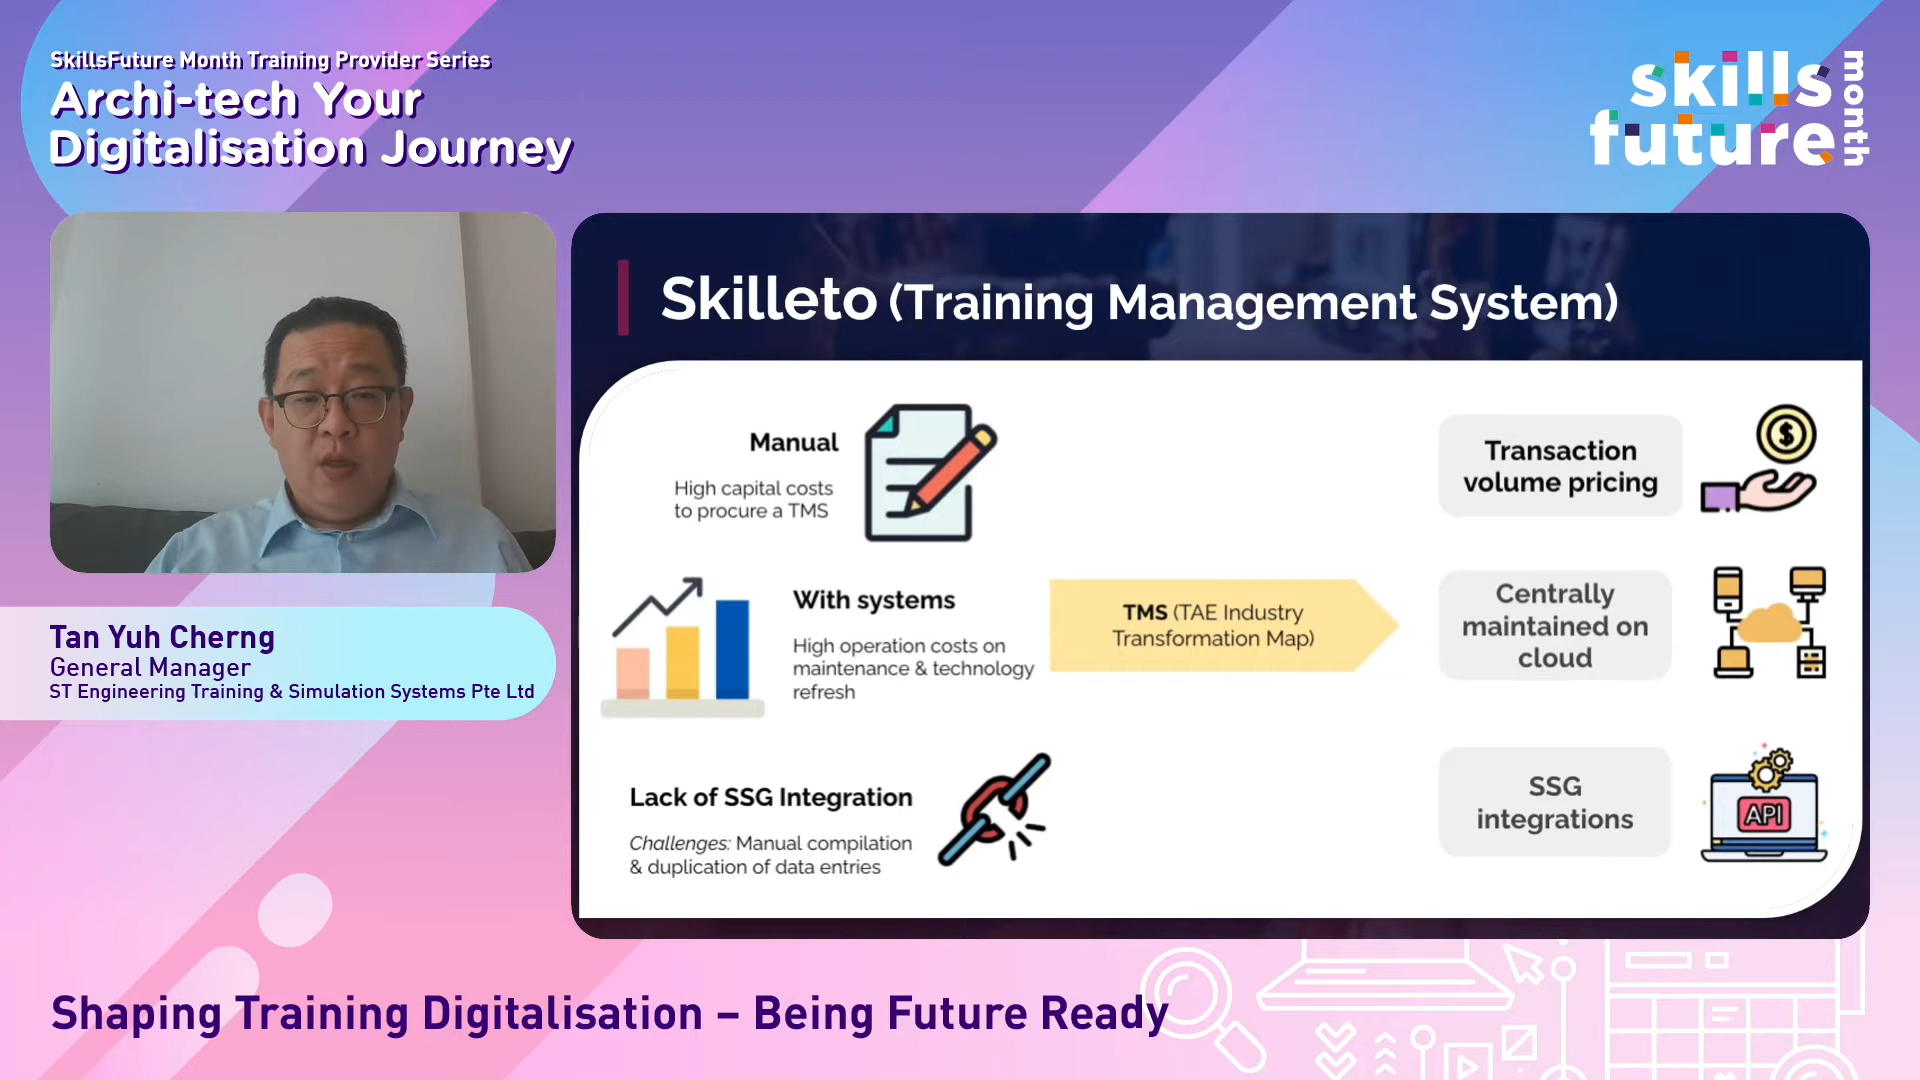 SkillsFuture Month Training Provider Series
Archi-tech Your
Digitalisation Journey
skills
future
month
Tan Yuh Cherng
General Manager
ST Engineering Training & Simulation Systems Pte Ltd
Skilleto (Training Management System)
Manual
High capital costs
to procure a TMS
With systems
High operation costs on
maintenance & technology
refresh
Lack of SSG Integration
Challenges: Manual compilation
& duplication of data entries
TMS (TAE Industry
Transformation Map)
Transaction
volume pricing
$
Centrally
maintained on
cloud
SSG
integrations
API
Shaping Training Digitalisation – Being Future Ready